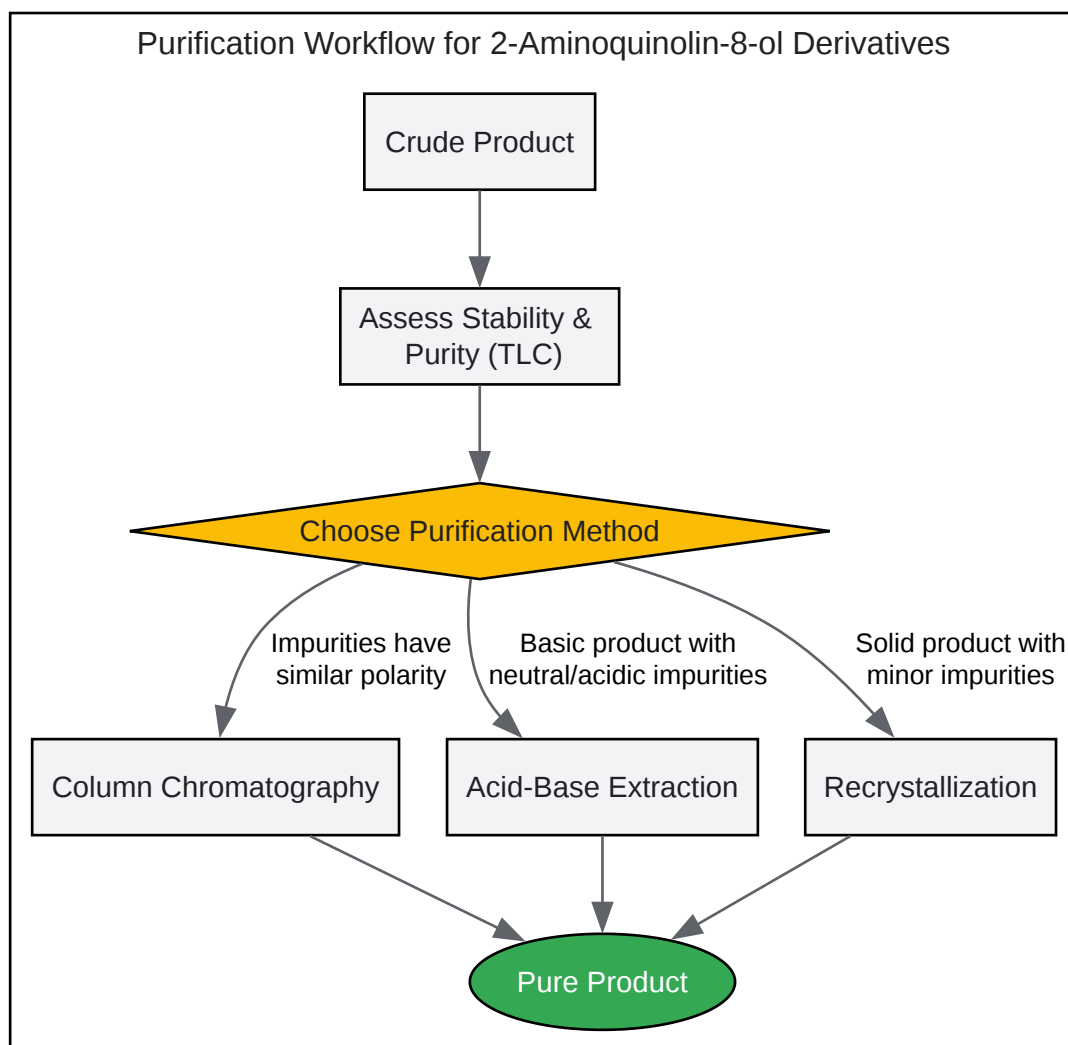 Purification Workflow for 2-Aminoquinolin-8-ol Derivatives
Crude Product
Assess Stability &
Purity (TLC)
Choose Purification Method
Impurities have
similar polarity
Basic product with
neutral/acidic impurities
Solid product with
minor impurities
Column Chromatography
Acid-Base Extraction
Recrystallization
Pure Product